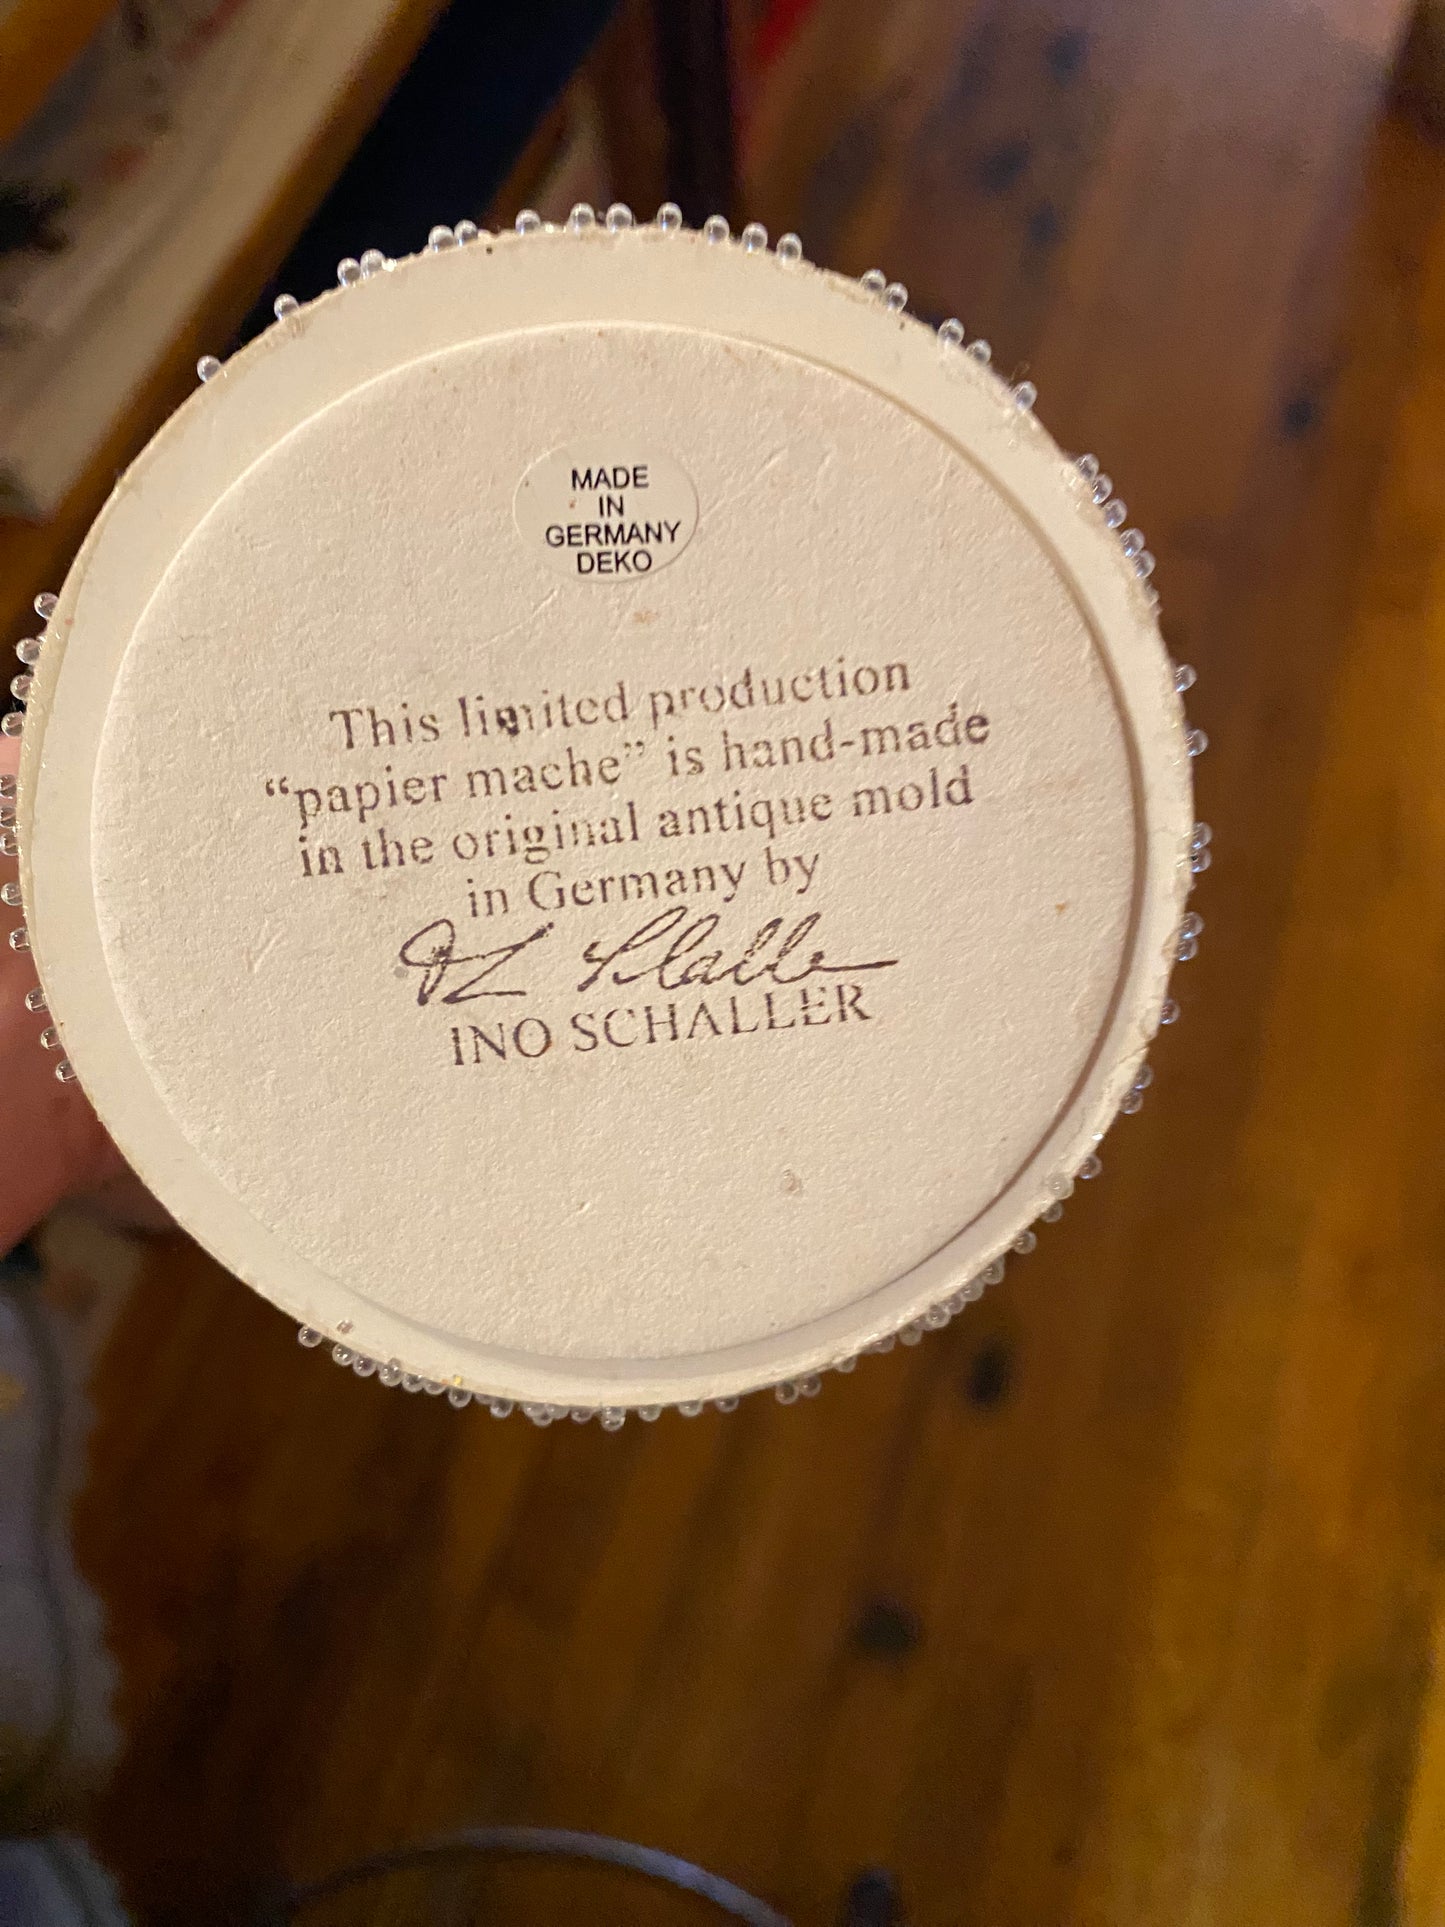 MADE
IN
GERMANY
DEKO
This limited production
“papier mache” is hand-made
in the original antique mold
in Germany by
INO SCHALLER